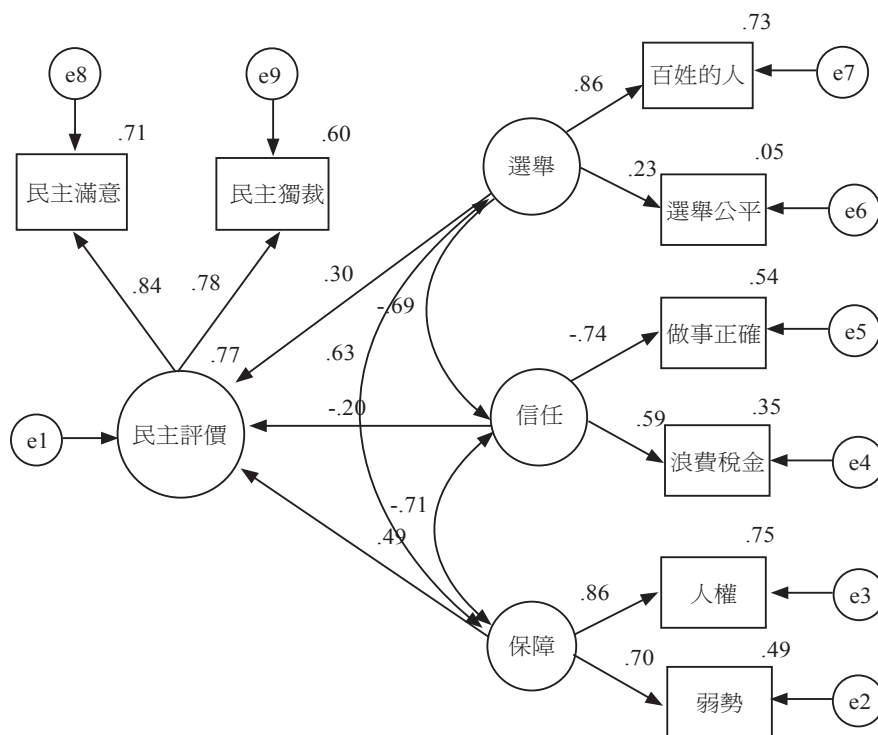 .73
e8
e9
百姓的人
e7
.86
.71
.60
選舉
.05
民主滿意
民主獨裁
.23
選舉公平
e6
.30
.84
.78
-.69
.54
.77
.63
-.74
做事正確
e5
信任
.35
-.20
.59
民主評價
e1
浪費稅金
e4
-.71
.49
.75
.86
人權
e3
保障
.70
.49
弱勢
e2